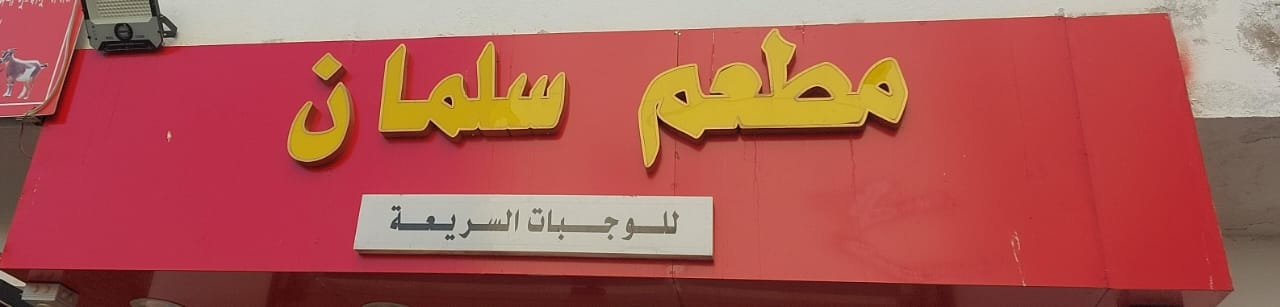 مطعم سلمان
للوجبات السريعة